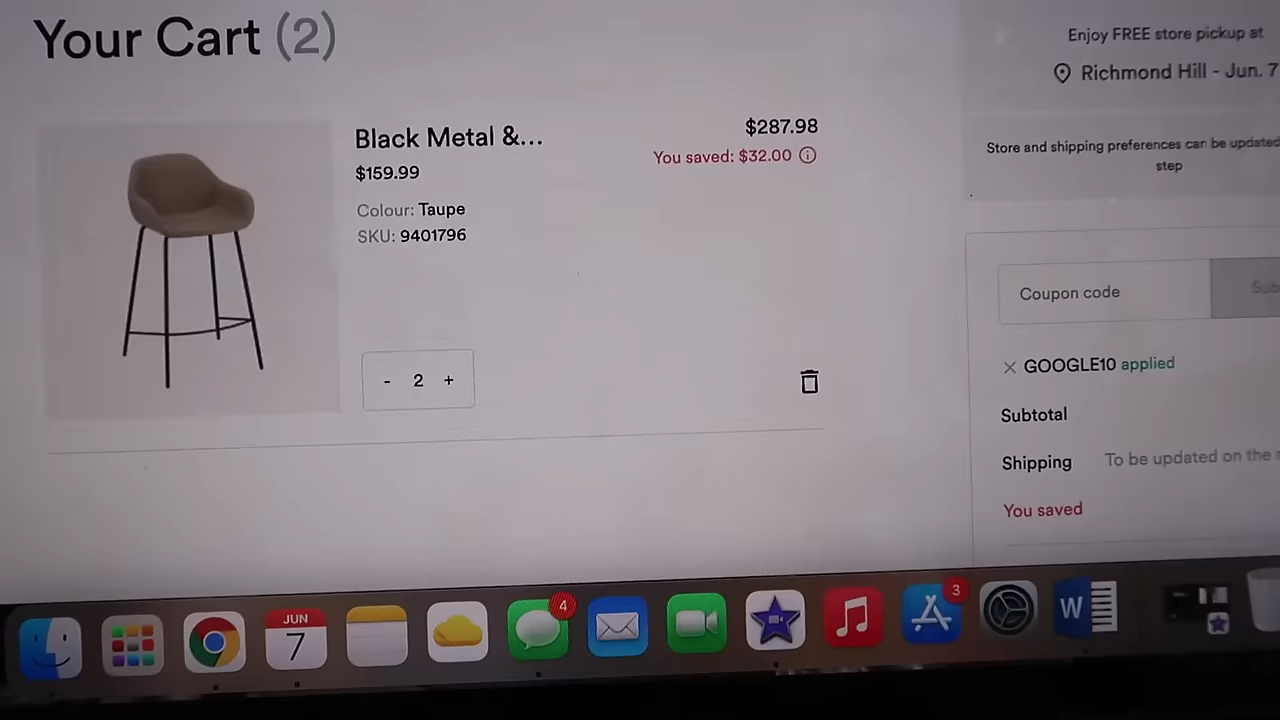 Your Cart (2)
Black Metal &...
$159.99
Colour: Taupe
SKU: 9401796
$287.98
You saved: $32.00
- 2 +
Enjoy FREE store pickup at
Richmond Hill - Jun. 7
Store and shipping preferences can be updated
step
Coupon code
Sub
GOOGLE10 applied
Subtotal
Shipping To be updated on the
You saved
JUN
7
4
3
W